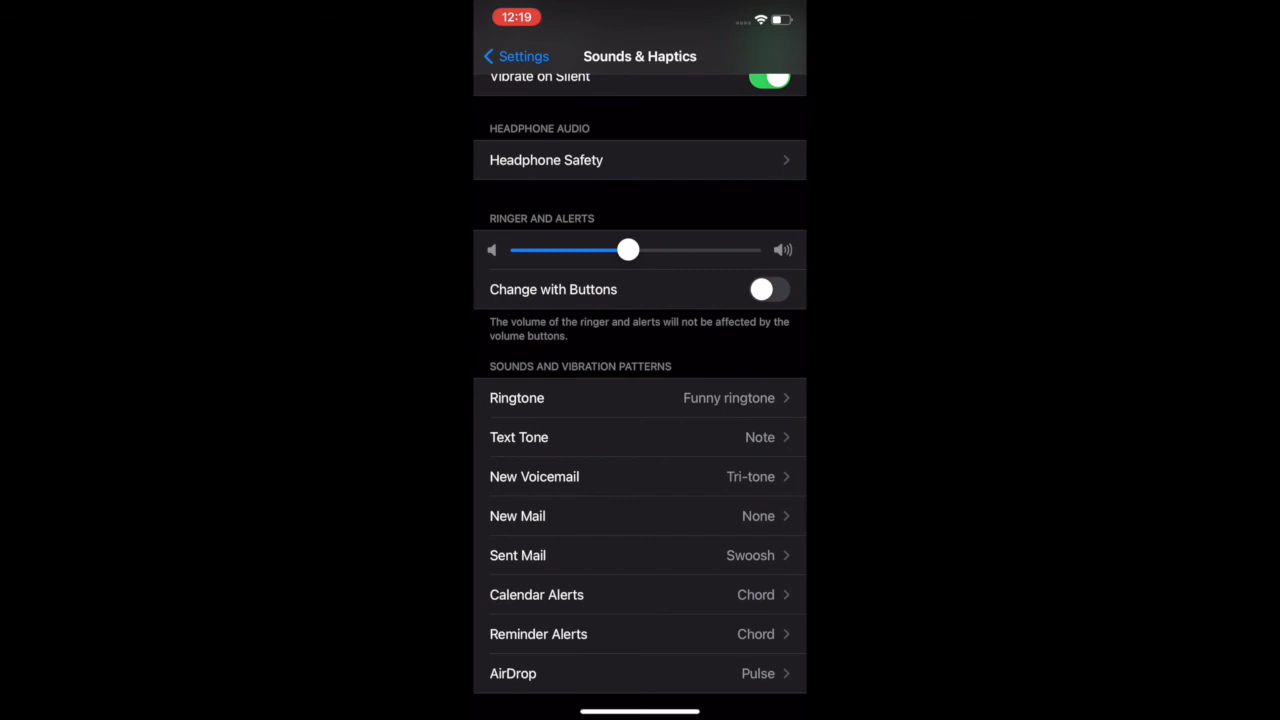 12:19
Settings
Sounds & Haptics
Vibrate on Silent
HEADPHONE AUDIO
Headphone Safety
RINGER AND ALERTS
Change with Buttons
The volume of the ringer and alerts will not be affected by the
volume buttons.
SOUNDS AND VIBRATION PATTERNS
Ringtone Funny ringtone
Text Tone Note
New Voicemail Tri-tone
New Mail None
Sent Mail Swoosh
Calendar Alerts Chord
Reminder Alerts Chord
AirDrop Pulse